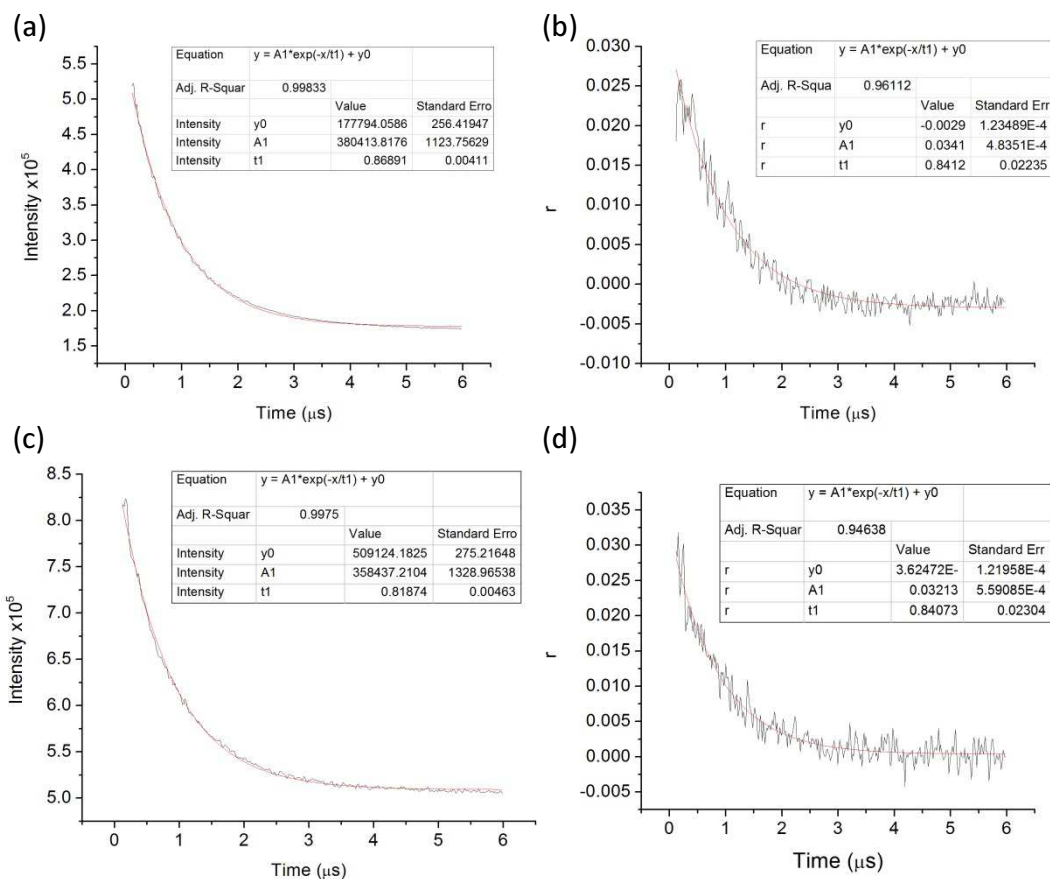 (a)
Equation y = A1*exp(-x/t1) + y0
Adj. R-Squar 0.99833
Value Standard Erro
Intensity y0 177794.0586 256.41947
Intensity A1 380413.8176 1123.75629
Intensity t1 0.86891 0.00411
5.5
5.0
4.5
4.0
3.5
3.0
2.5
2.0
1.5
Intensity x10⁵
0 1 2 3 4 5 6
Time (μs)
(b)
Equation y = A1*exp(-x/t1) + y0
Adj. R-Squa 0.96112
Value Standard Err
r y0 -0.0029 1.23489E-4
r A1 0.0341 4.8351E-4
r t1 0.8412 0.02235
0.030
0.025
0.020
0.015
0.010
0.005
0.000
-0.005
-0.010
r
0 1 2 3 4 5 6
Time (μs)
(c)
Equation y = A1*exp(-x/t1) + y0
Adj. R-Squar 0.9975
Value Standard Erro
Intensity y0 509124.1825 275.21648
Intensity A1 358437.2104 1328.96538
Intensity t1 0.81874 0.00463
8.5
8.0
7.5
7.0
6.5
6.0
5.5
5.0
Intensity x10⁵
0 1 2 3 4 5 6
Time (μs)
(d)
Equation y = A1*exp(-x/t1) + y0
Adj. R-Squar 0.94638
Value Standard Err
r y0 3.62472E- 1.21958E-4
r A1 0.03213 5.59085E-4
r t1 0.84073 0.02304
0.035
0.030
0.025
0.020
0.015
0.010
0.005
0.000
-0.005
r
0 1 2 3 4 5 6
Time (μs)